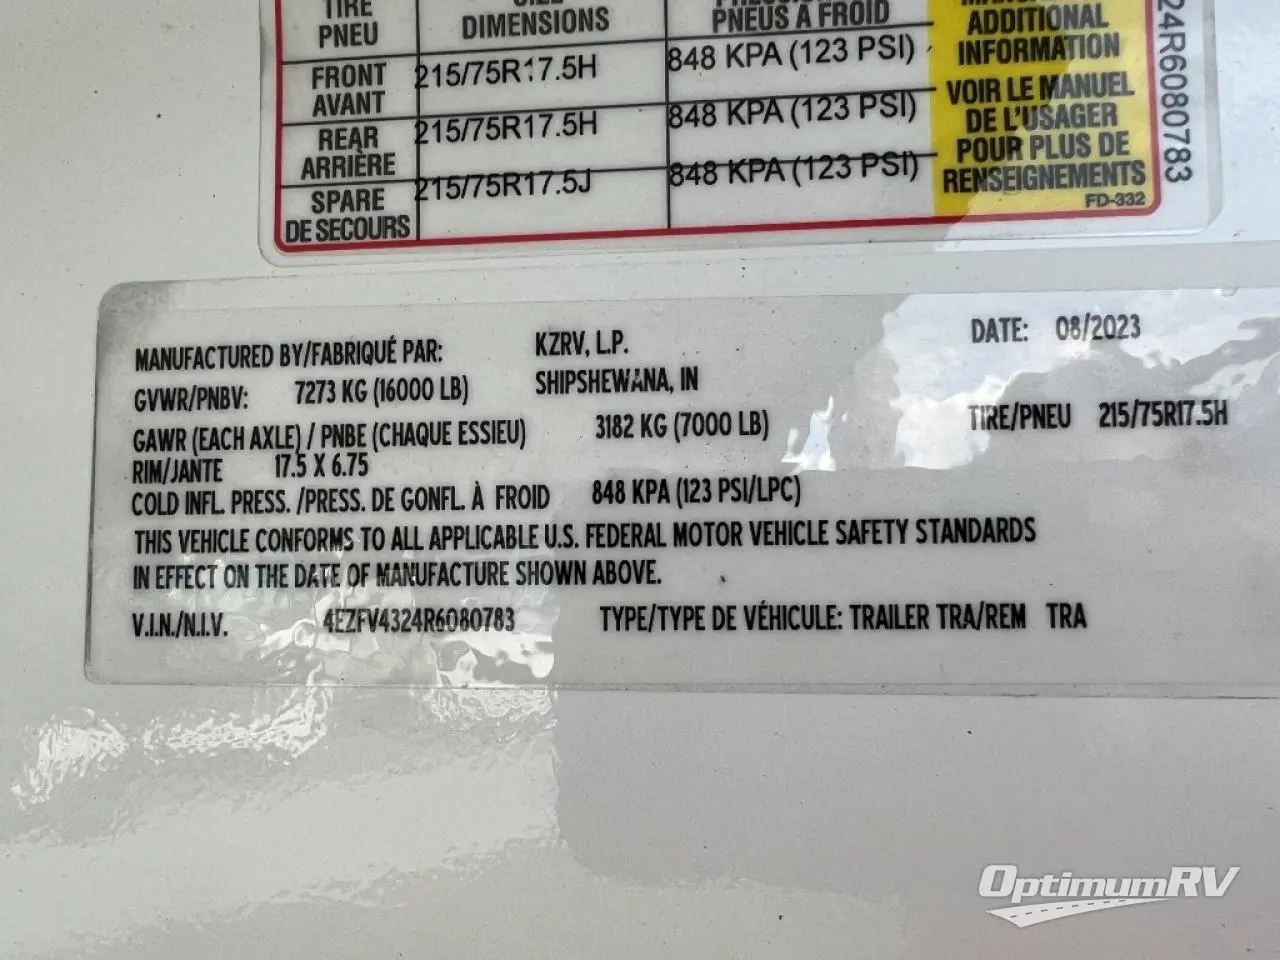 TIRE SIZE
PNEU DIMENSIONS PNEUS À FROID
ADDITIONAL
INFORMATION
VOIR LE MANUEL
DE L'USAGER
POUR PLUS DE
RENSEIGNEMENTS
FD-332
FRONT 215/75R17.5H 848 KPA (123 PSI)
AVANT
REAR 215/75R17.5H 848 KPA (123 PSI)
ARRIÈRE
SPARE 215/75R17.5J 848 KPA (123 PSI)
DE SECOURS
24R6080783
MANUFACTURED BY/FABRIQUÉ PAR: KZRV, L.P. DATE: 08/2023
GVWR/PNBV: 7273 KG (16000 LB) SHIPSHEWANA, IN
GAWR (EACH AXLE) / PNBE (CHAQUE ESSIEU) 3182 KG (7000 LB) TIRE/PNEU 215/75R17.5H
RIM/JANTE 17.5 X 6.75
COLD INFL. PRESS. /PRESS. DE GONFL. À FROID 848 KPA (123 PSI/LPC)
THIS VEHICLE CONFORMS TO ALL APPLICABLE U.S. FEDERAL MOTOR VEHICLE SAFETY STANDARDS
IN EFFECT ON THE DATE OF MANUFACTURE SHOWN ABOVE.
V.I.N./N.I.V. 4EZFV4324R6080783 TYPE/TYPE DE VÉHICULE: TRAILER TRA/REM TRA
OptimumRV